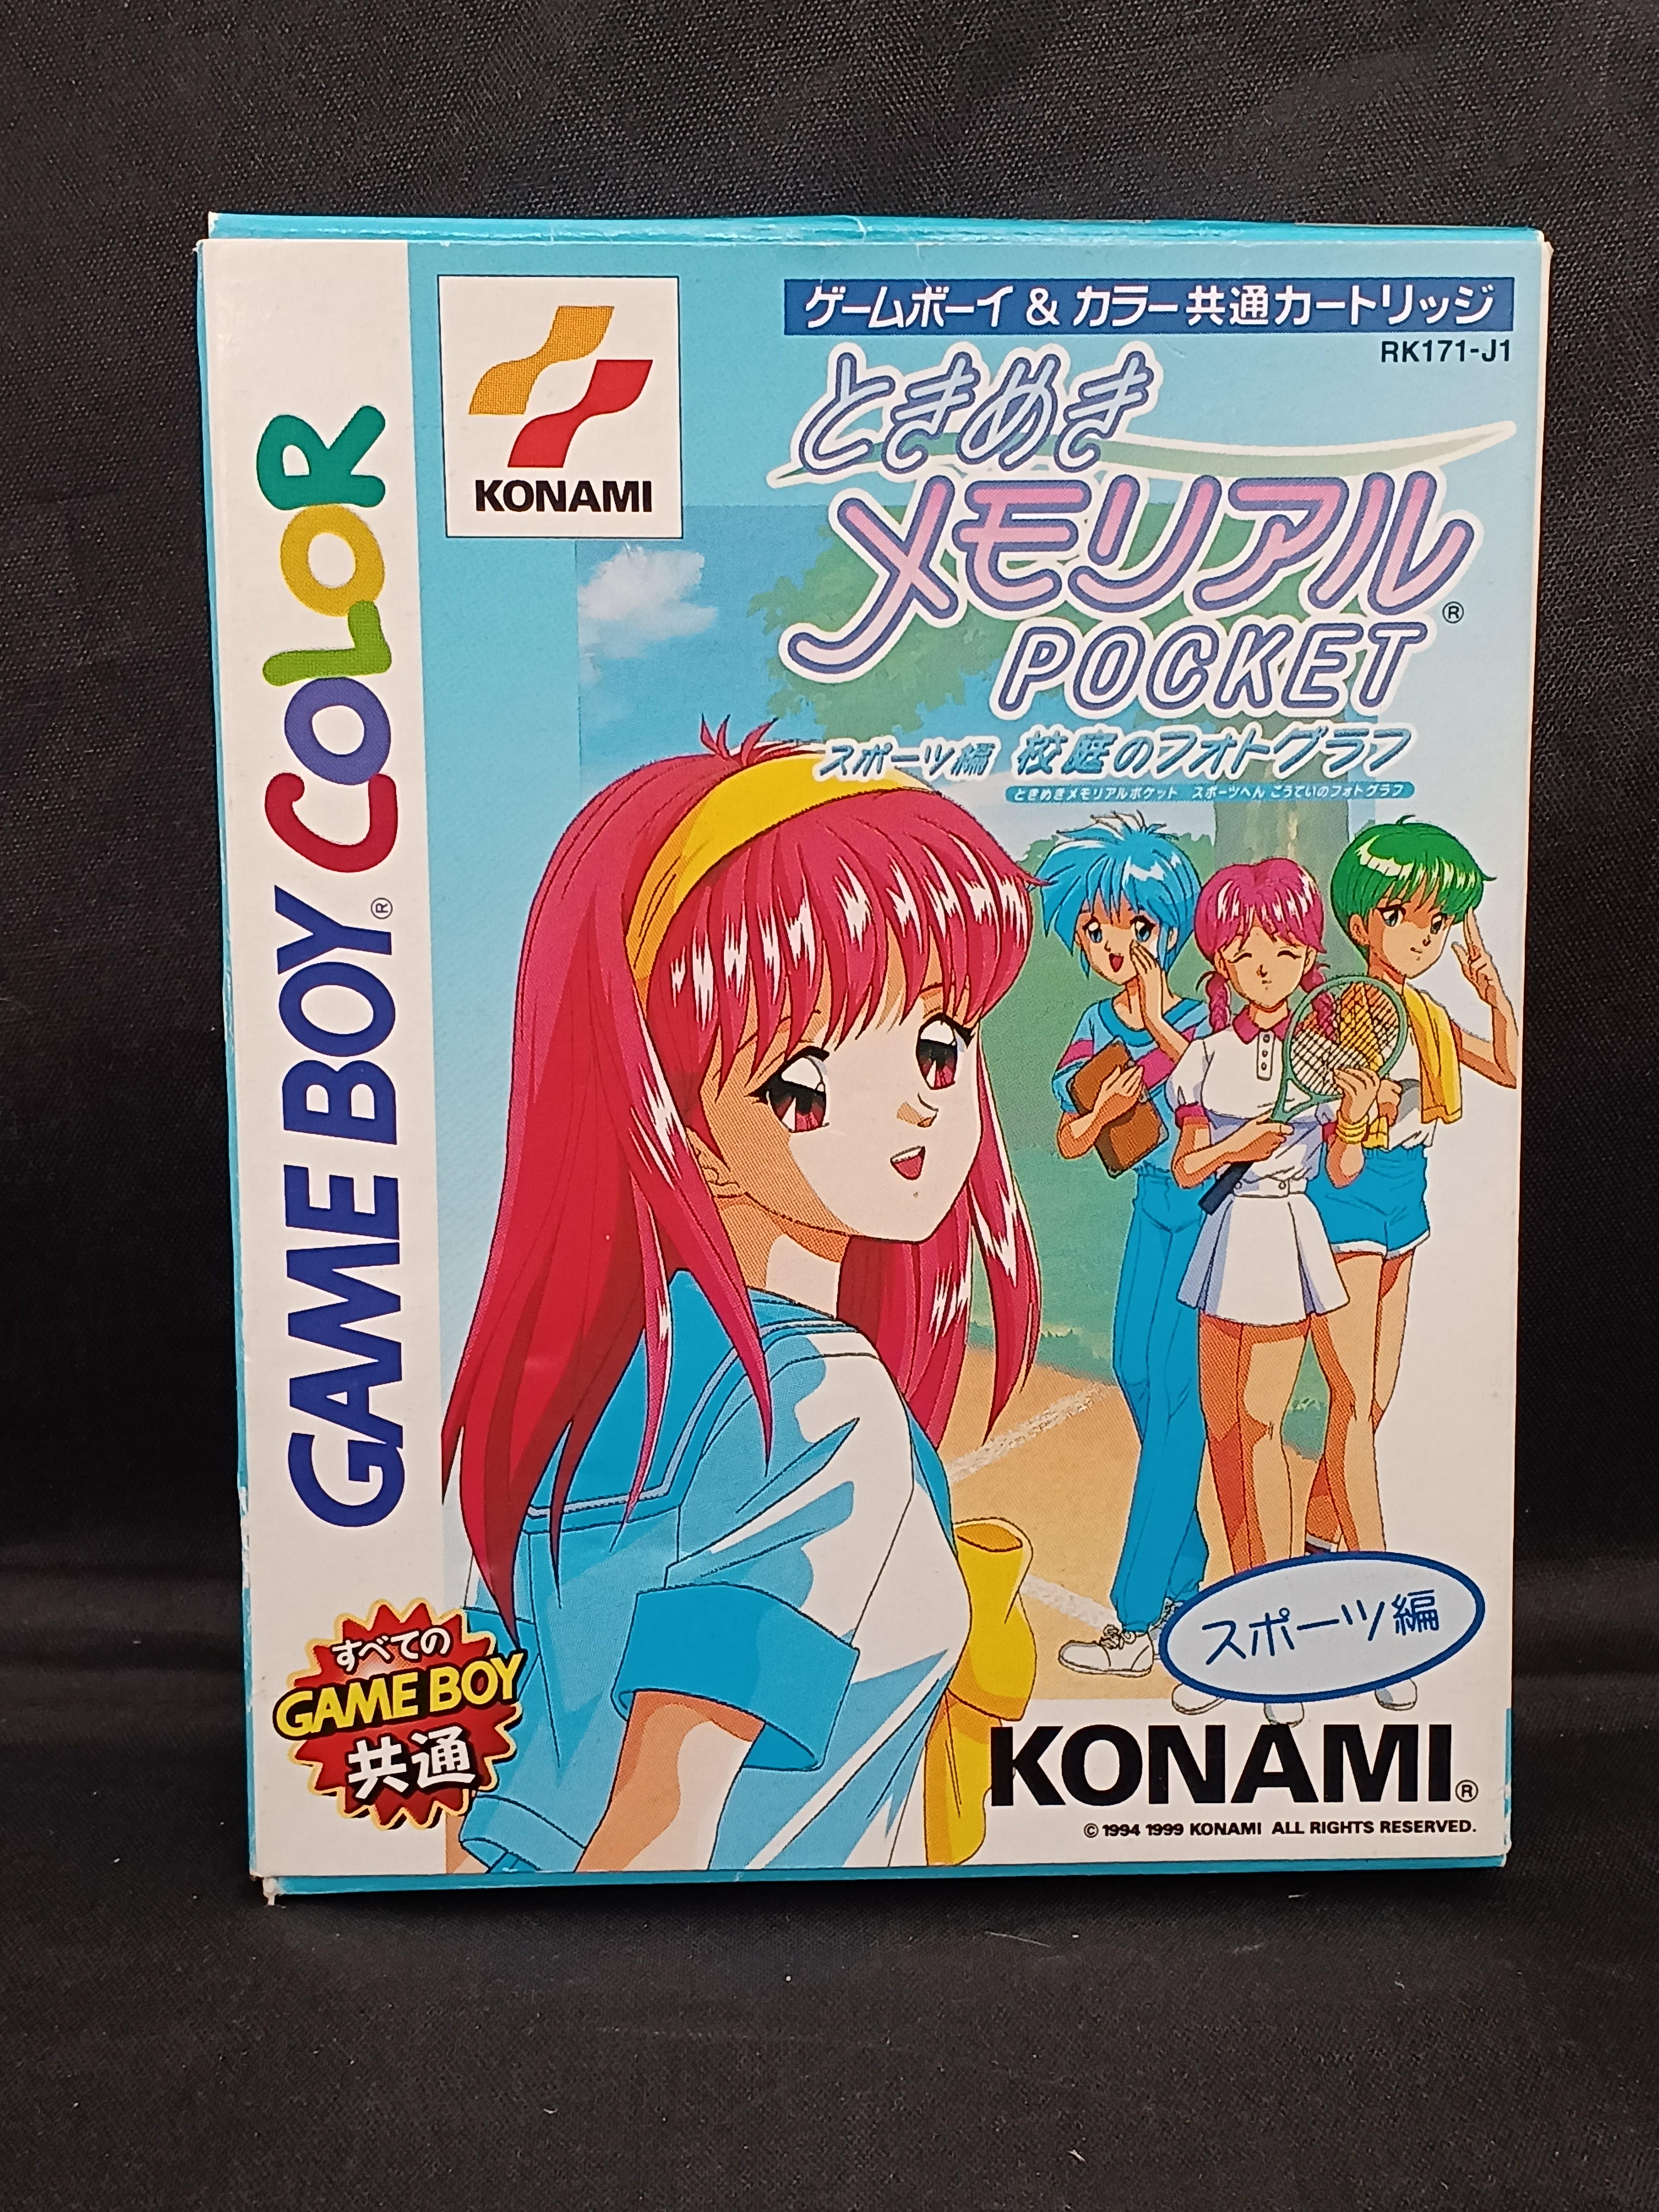 GAME BOY COLOR®
KONAMI
ゲームボーイ & カラー共通カートリッジ
RK171-J1
ときめき
メモリアル®
POCKET
スポーツ編 校庭のフォトグラフ
ときめきメモリアルポケット スポーツへん こうていのフォトグラフ
すべての
GAME BOY
共通
スポーツ編
KONAMI®
© 1994 1999 KONAMI ALL RIGHTS RESERVED.